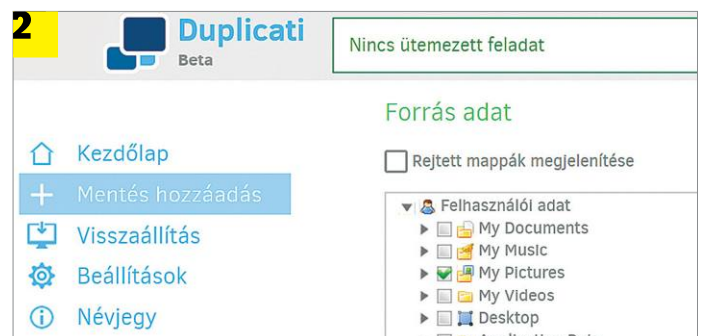 2
Duplicati
Beta
Nincs ütemezett feladat
Kezdőlap
Mentés hozzáadás
Visszaállítás
Beállítások
Névjegy
Forrás adat
Rejtett mappák megjelenítése
Felhasználói adat
My Documents
My Music
My Pictures
My Videos
Desktop